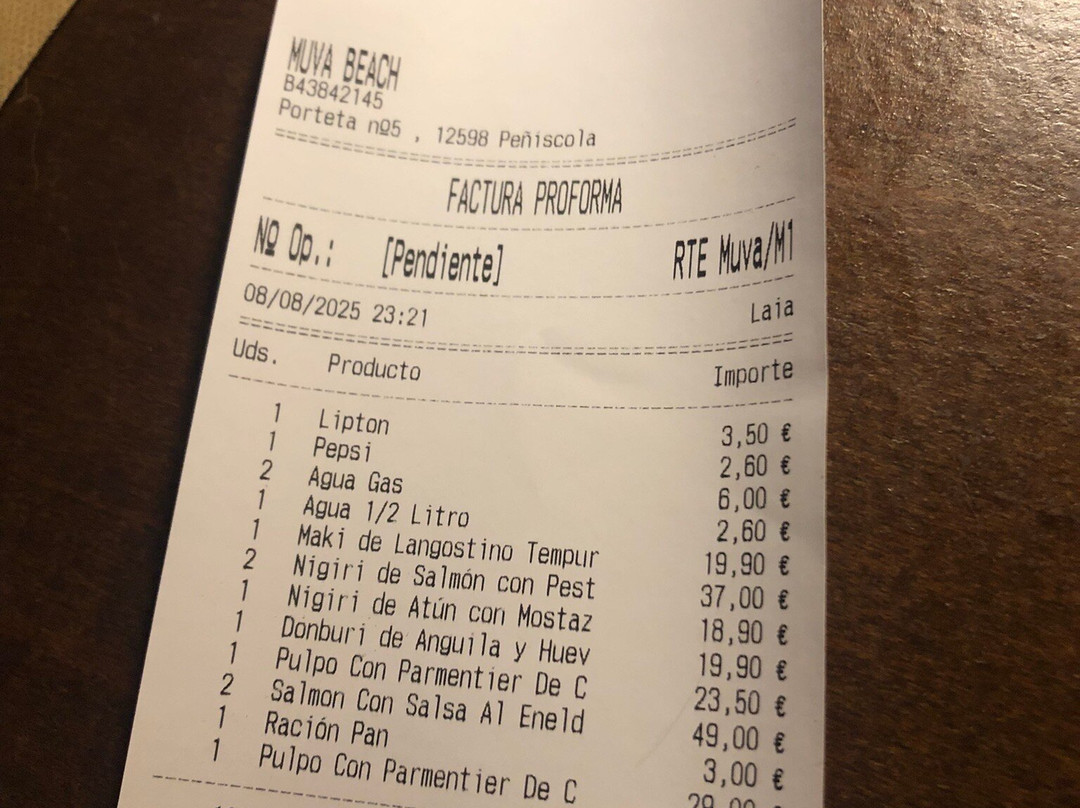 MUVA BEACH
B43842145
Porteta nº5 , 12598 Peñiscola
FACTURA PROFORMA
Nº Op.: [Pendiente] RTE Muva/M1
08/08/2025 23:21 Laia
Uds. Producto Importe
1 Lipton 3,50 €
1 Pepsi 2,60 €
2 Agua Gas 6,00 €
1 Agua 1/2 Litro 2,60 €
1 Maki de Langostino Tempur 19,90 €
2 Nigiri de Salmón con Pest 37,00 €
1 Nigiri de Atún con Mostaz 18,90 €
1 Donburi de Anguila y Huev 19,90 €
1 Pulpo Con Parmentier De C 23,50 €
2 Salmon Con Salsa Al Eneld 49,00 €
1 Ración Pan 3,00 €
1 Pulpo Con Parmentier De C